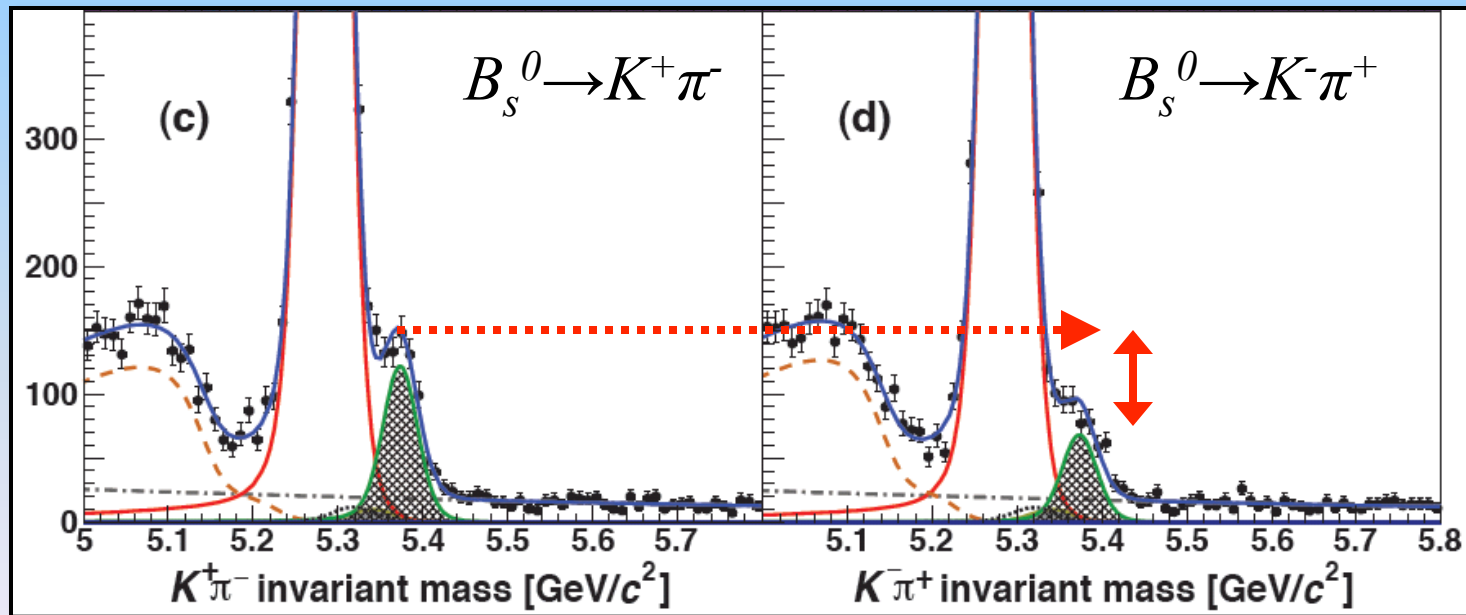 B_s^0→K^+π^-
B_s^0→K^-π^+
(c)
(d)
300
200
100
0
5 5.1 5.2 5.3 5.4 5.5 5.6 5.7
5.1 5.2 5.3 5.4 5.5 5.6 5.7 5.8
K^+π^- invariant mass [GeV/c^2]
K^-π^+ invariant mass [GeV/c^2]